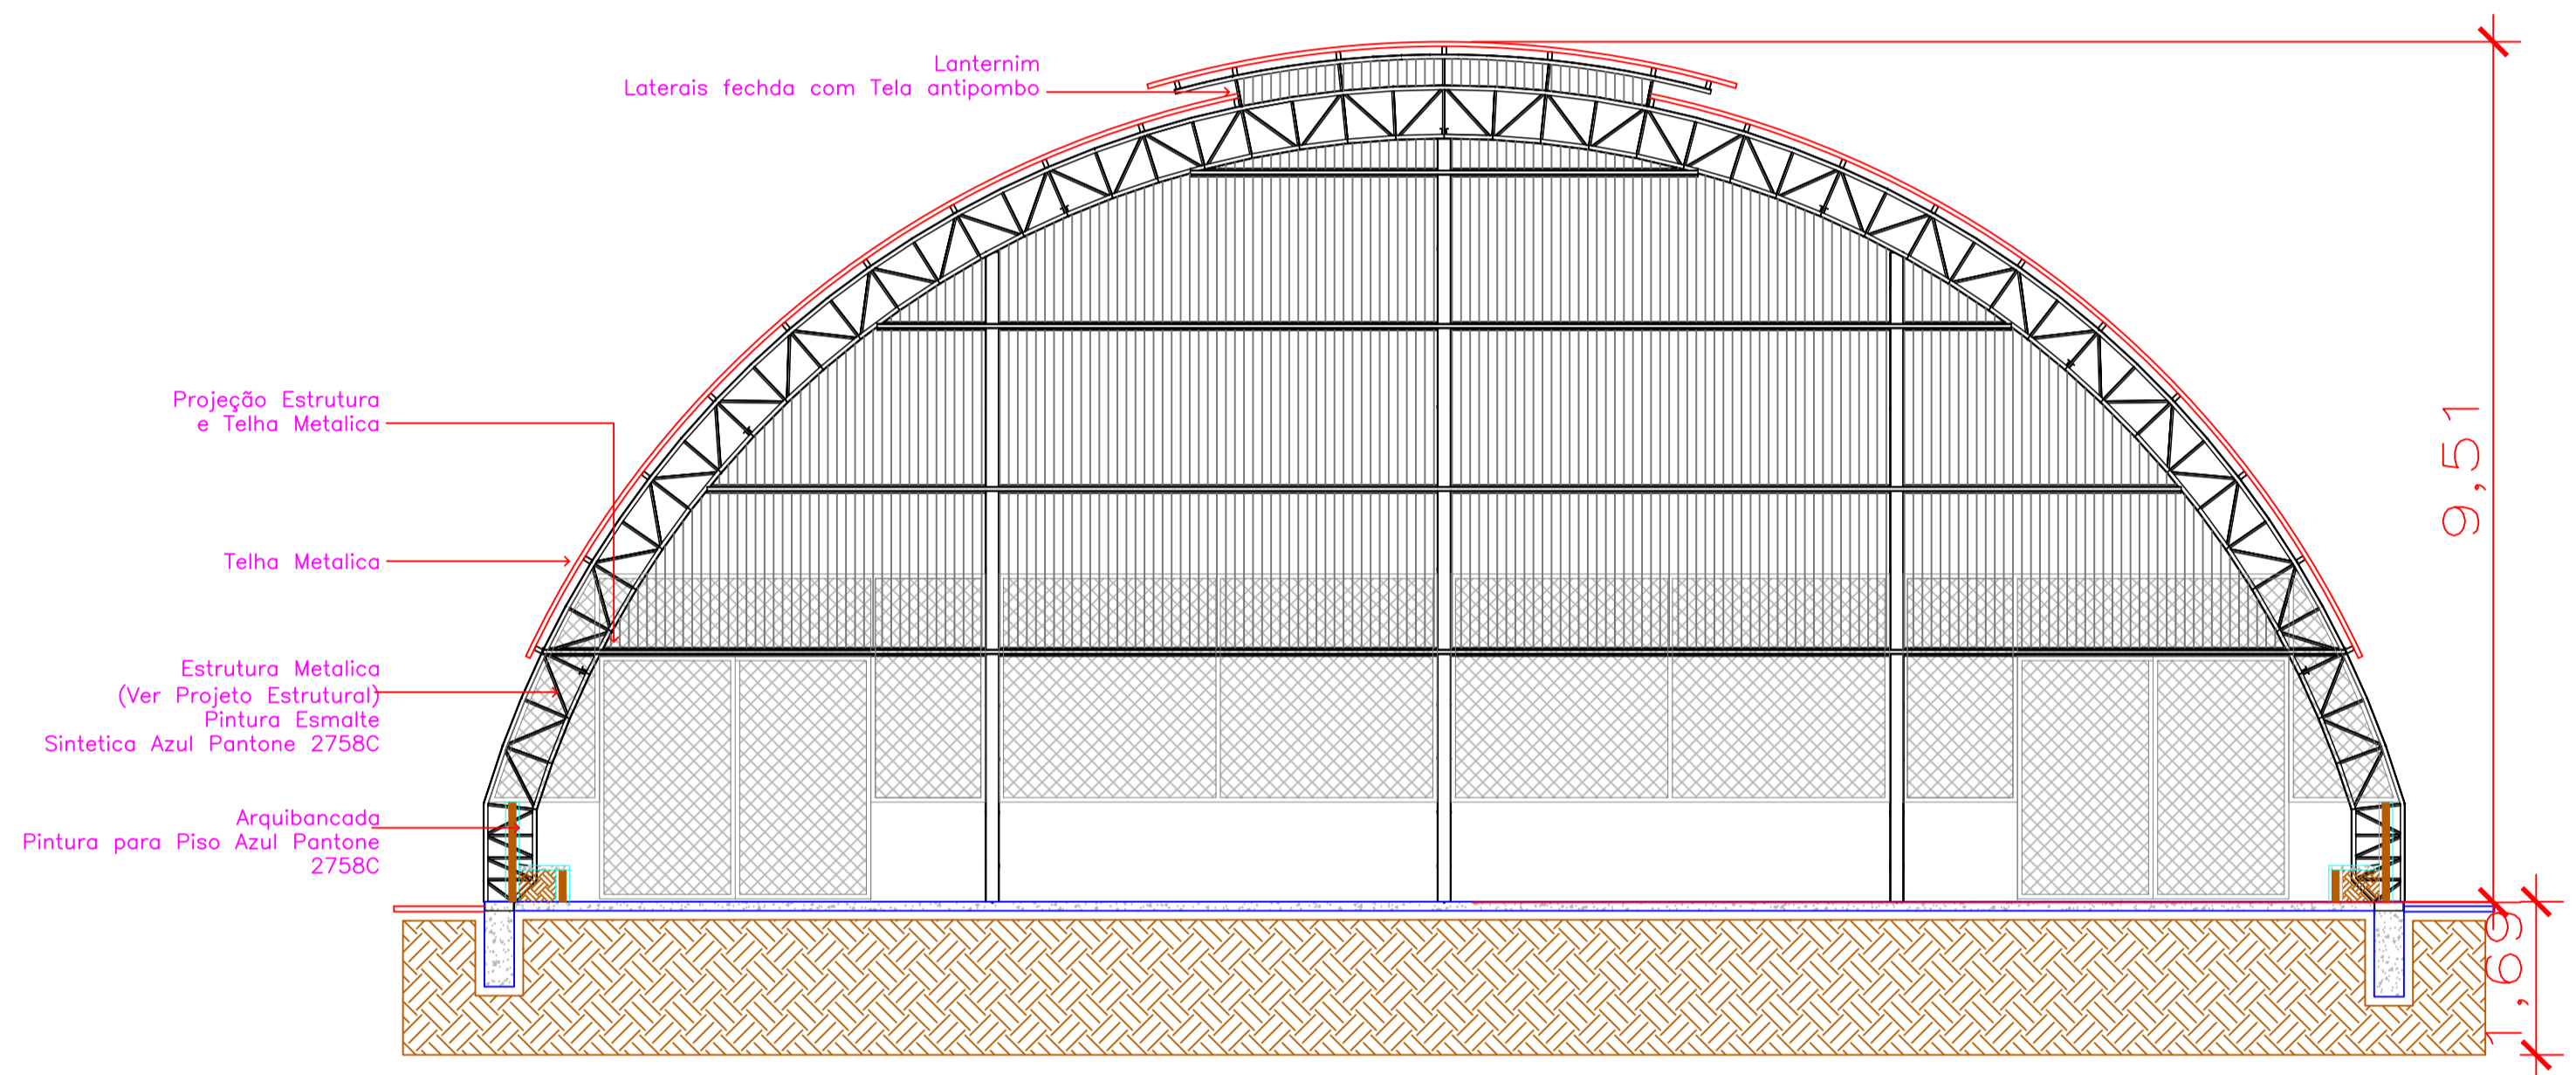 Lanternim
Laterais fechda com Tela antipombo
Projeção Estrutura
e Telha Metalica
Telha Metalica
Estrutura Metalica
(Ver Projeto Estrutural)
Pintura Esmalte
Sintetica Azul Pantone 2758C
Arquibancada
Pintura para Piso Azul Pantone
2758C
9,51
1,69